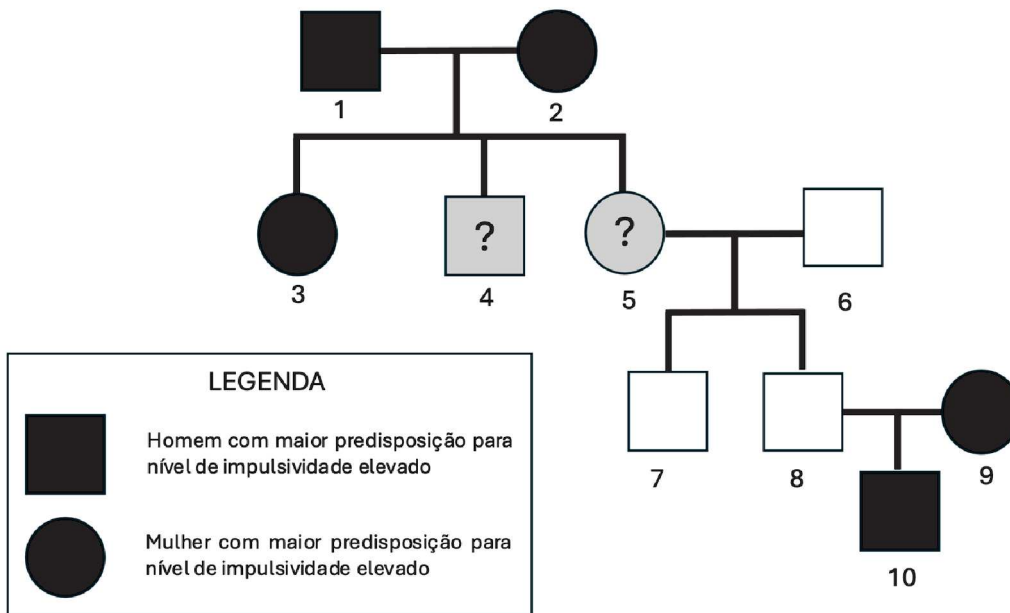 1
2
?
?
3
4
5
6
LEGENDA
Homem com maior predisposição para
nível de impulsividade elevado
Mulher com maior predisposição para
nível de impulsividade elevado
7
8
9
10